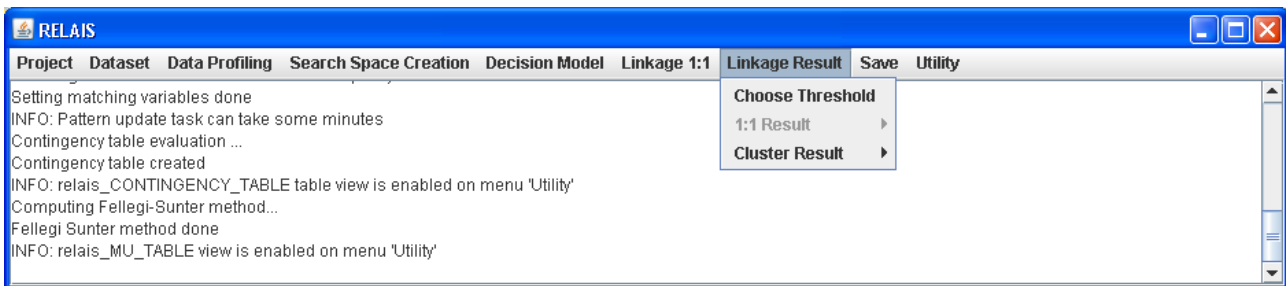 RELAIS
Project Dataset Data Profiling Search Space Creation Decision Model Linkage 1:1 Linkage Result Save Utility
Choose Threshold
1:1 Result
Cluster Result
Setting matching variables done
INFO: Pattern update task can take some minutes
Contingency table evaluation ...
Contingency table created
INFO: relais_CONTINGENCY_TABLE table view is enabled on menu 'Utility'
Computing Fellegi-Sunter method...
Fellegi Sunter method done
INFO: relais_MU_TABLE view is enabled on menu 'Utility'